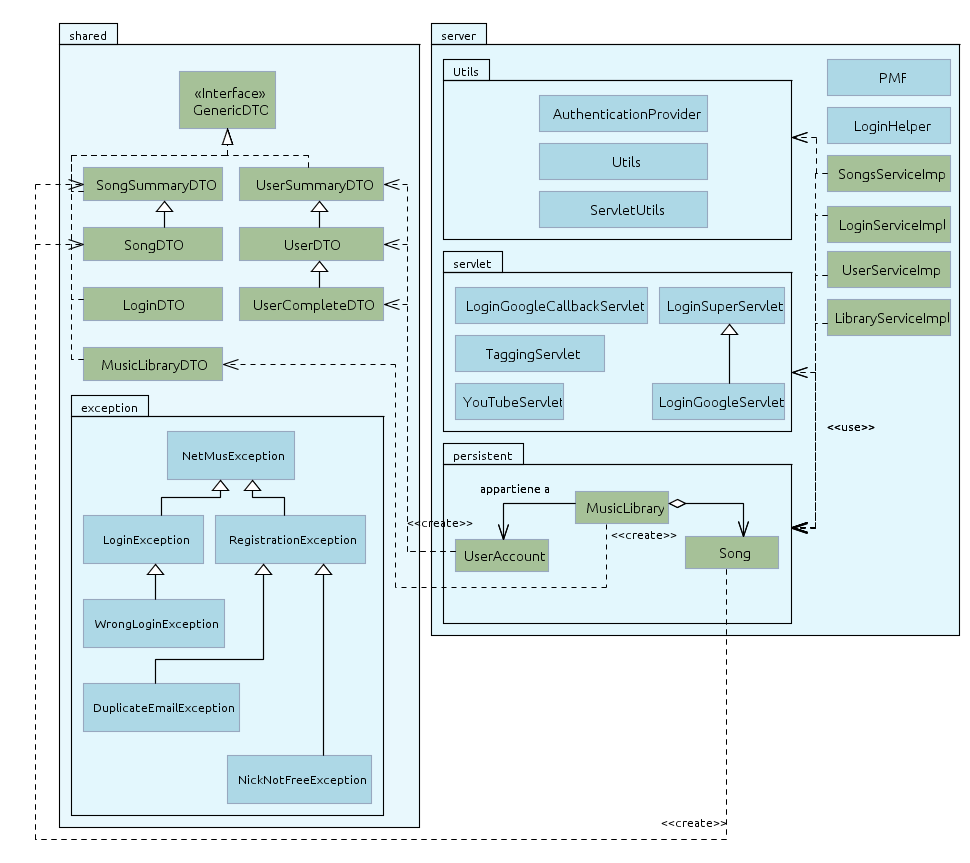 shared
«Interface»
GenericDTO
SongSummaryDTO
UserSummaryDTO
SongDTO
UserDTO
LoginDTO
UserCompleteDTO
MusicLibraryDTO
exception
NetMusException
LoginException
RegistrationException
WrongLoginException
DuplicateEmailException
NickNotFreeException
server
Utils
AuthenticationProvider
Utils
ServletUtils
PMF
LoginHelper
SongsServiceImp
LoginServiceImpl
UserServiceImp
LibraryServiceImpl
servlet
LoginGoogleCallbackServlet
LoginSuperServlet
TaggingServlet
YouTubeServlet
LoginGoogleServlet
<<use>>
persistent
appartiene a
MusicLibrary
<<create>>
<<create>>
UserAccount
Song
<<create>>